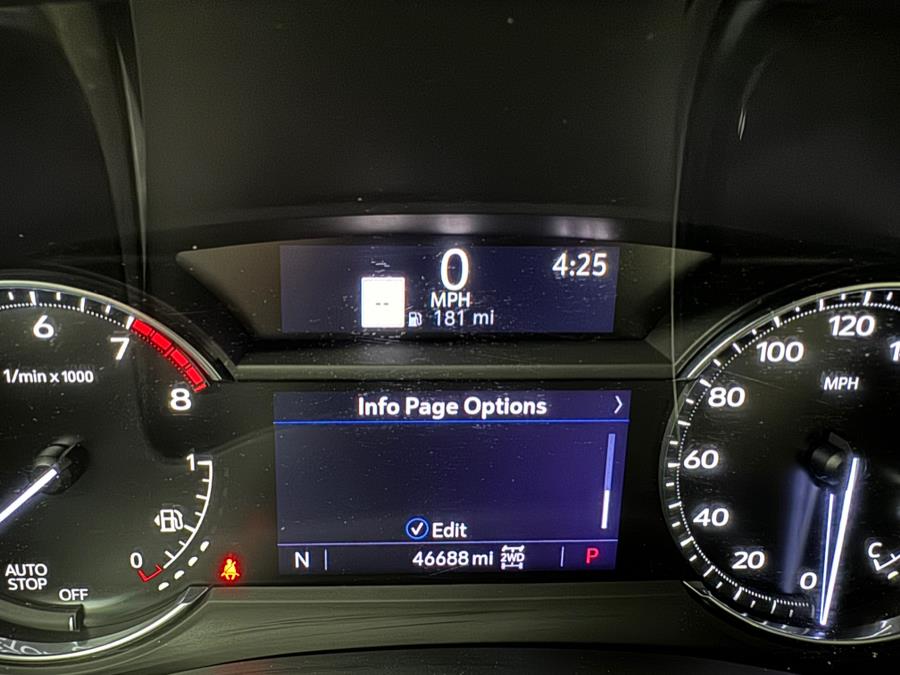 0
4:25
--
MPH
181 mi
6
7
8
1/min x 1000
1
0
AUTO
STOP
OFF
Info Page Options
Edit
N
46688 mi
2WD
P
120
100
80
60
40
20
0
MPH
C